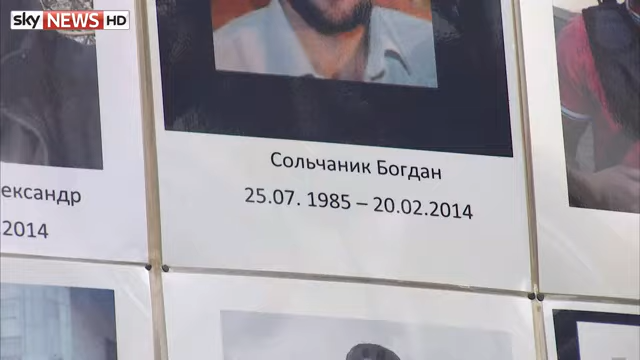 sky NEWS HD
Сольчаник Богдан
25.07. 1985 – 20.02.2014
ександр
.2014